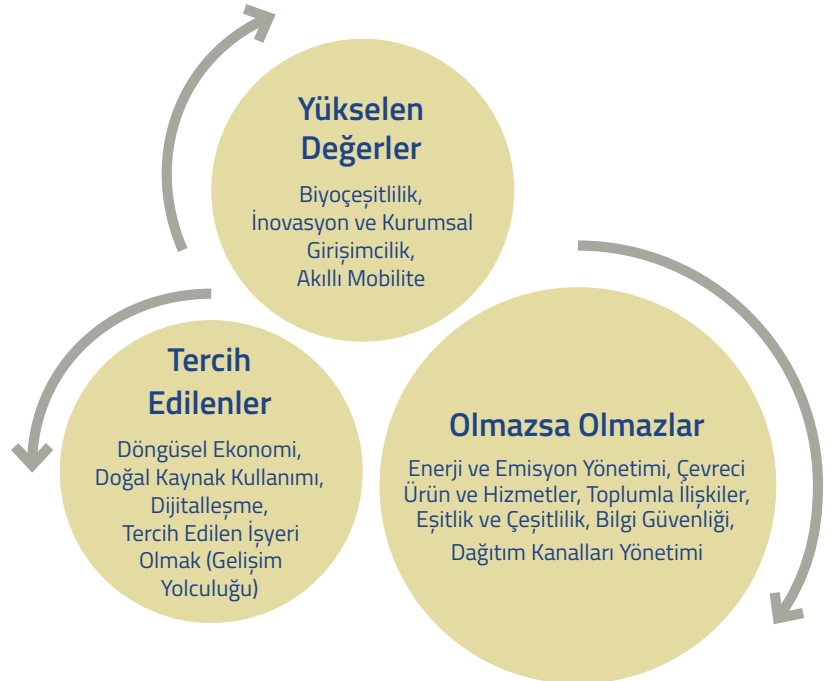 Yükselen
Değerler
Biyoçeşitlilik,
İnovasyon ve Kurumsal
Girişimcilik,
Akıllı Mobilite
Tercih
Edilenler
Döngüsel Ekonomi,
Doğal Kaynak Kullanımı,
Dijitalleşme,
Tercih Edilen İşyeri
Olmak (Gelişim
Yolculuğu)
Olmazsa Olmazlar
Enerji ve Emisyon Yönetimi, Çevreci
Ürün ve Hizmetler, Toplumla İlişkiler,
Eşitlik ve Çeşitlilik, Bilgi Güvenliği,
Dağıtım Kanalları Yönetimi